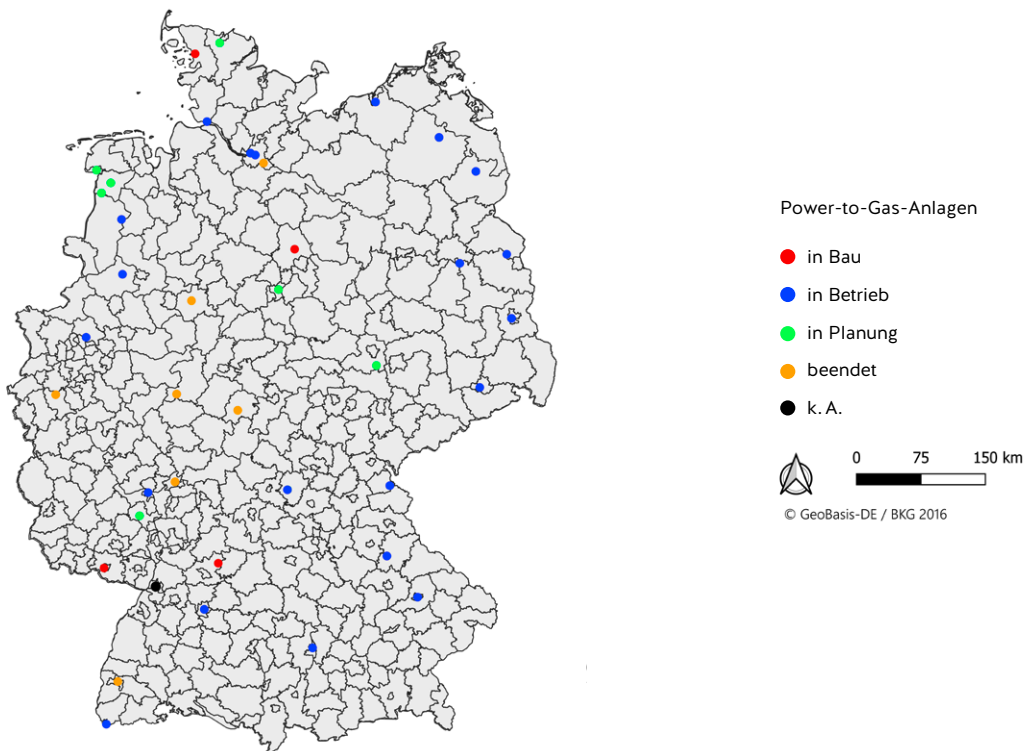 Power-to-Gas-Anlagen
in Bau
in Betrieb
in Planung
beendet
k. A.
0 75 150 km
© GeoBasis-DE / BKG 2016